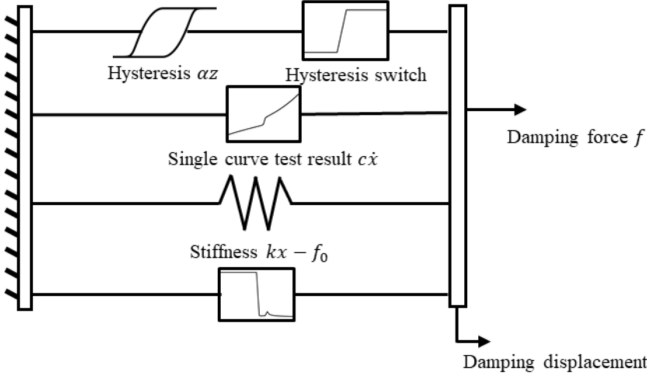 Hysteresis αz
Hysteresis switch
Damping force f
Single curve test result cẋ
Stiffness kx − f₀
Damping displacement